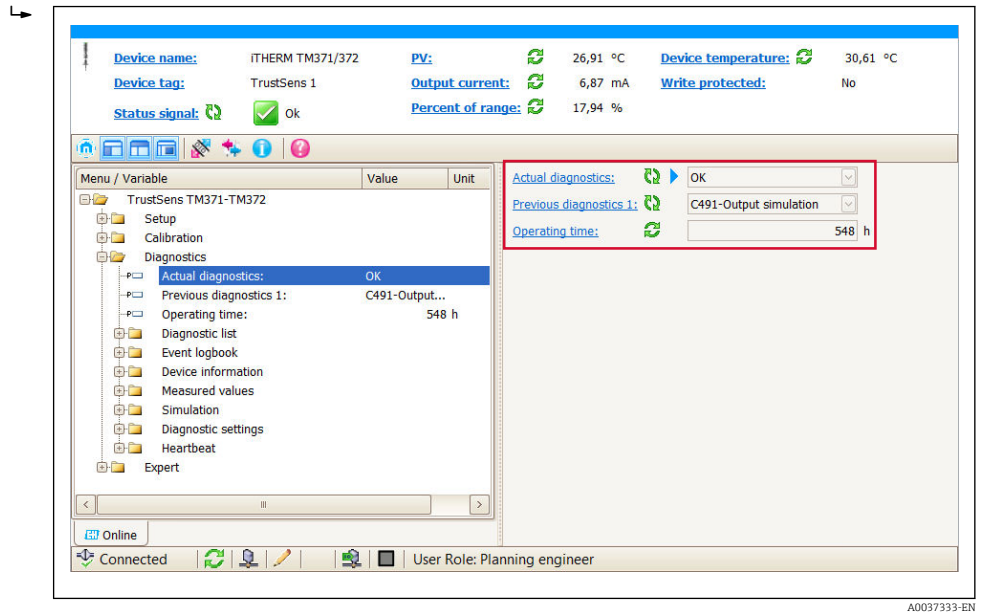 Device name: iTHERM TM371/372 PV: 26,91 °C Device temperature: 30,61 °C
Device tag: TrustSens 1 Output current: 6,87 mA Write protected: No
Status signal: Ok Percent of range: 17,94 %
Menu / Variable Value Unit
TrustSens TM371-TM372
Setup
Calibration
Diagnostics
Actual diagnostics: OK
Previous diagnostics 1: C491-Output...
Operating time: 548 h
Diagnostic list
Event logbook
Device information
Measured values
Simulation
Diagnostic settings
Heartbeat
Expert
Actual diagnostics: OK
Previous diagnostics 1: C491-Output simulation
Operating time: 548 h
Online
Connected User Role: Planning engineer
A0037333-EN